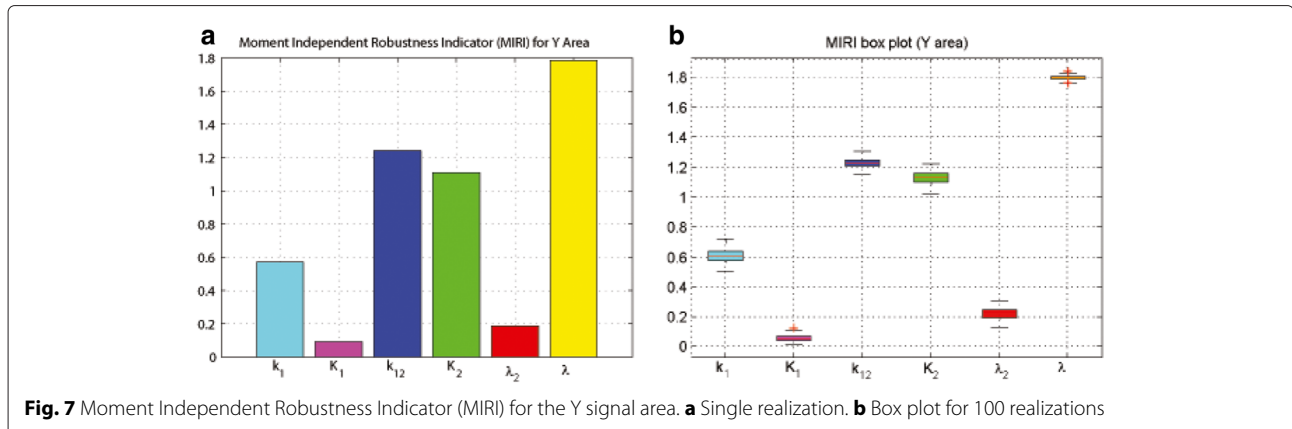 a
Moment Independent Robustness Indicator (MIRI) for Y Area
1.8
1.6
1.4
1.2
1
0.8
0.6
0.4
0.2
0
k₁ K₁ k₁₂ K₂ λ₂ λ
b
MIRI box plot (Y area)
1.8
1.6
1.4
1.2
1
0.8
0.6
0.4
0.2
0
k₁ K₁ k₁₂ K₂ λ₂ λ
Fig. 7 Moment Independent Robustness Indicator (MIRI) for the Y signal area. a Single realization. b Box plot for 100 realizations